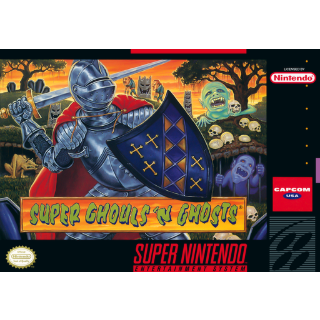 LICENSED BY
Nintendo
SUPER GHOULS 'N GHOSTS
CAPCOM
USA
SUPER NINTENDO
ENTERTAINMENT SYSTEM